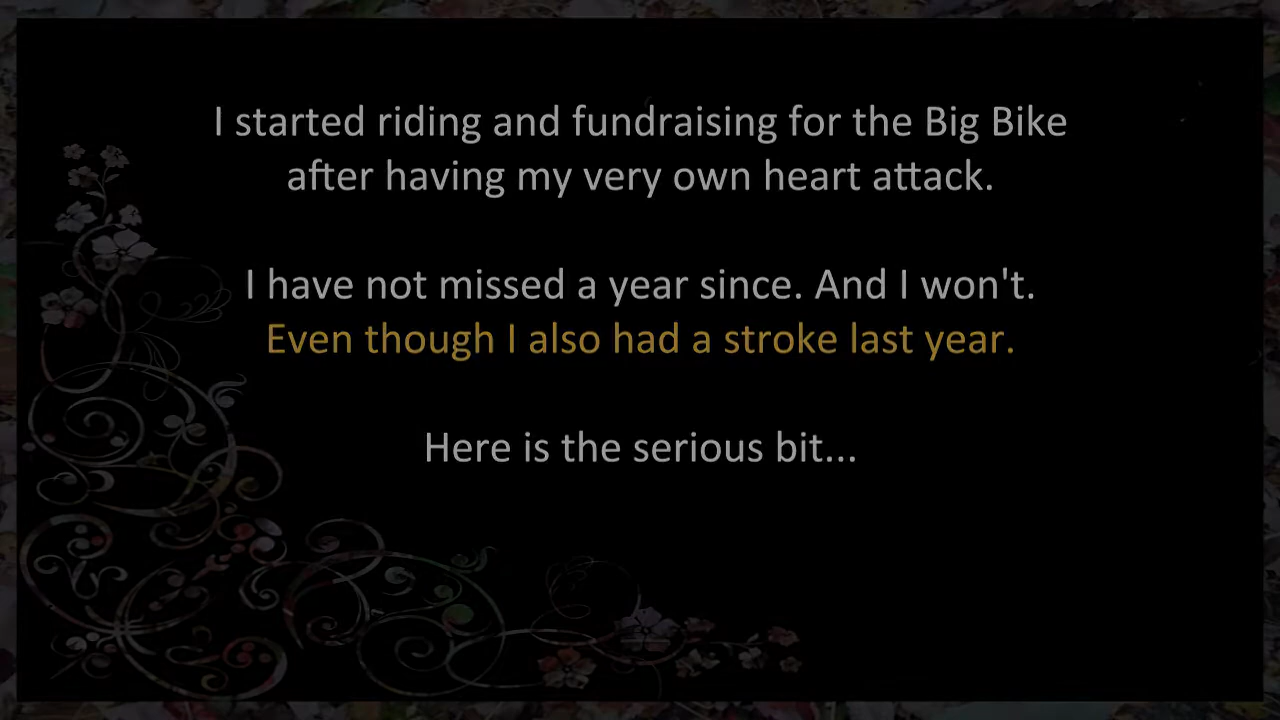 I started riding and fundraising for the Big Bike
after having my very own heart attack.
I have not missed a year since. And I won't.
Even though I also had a stroke last year.
Here is the serious bit...